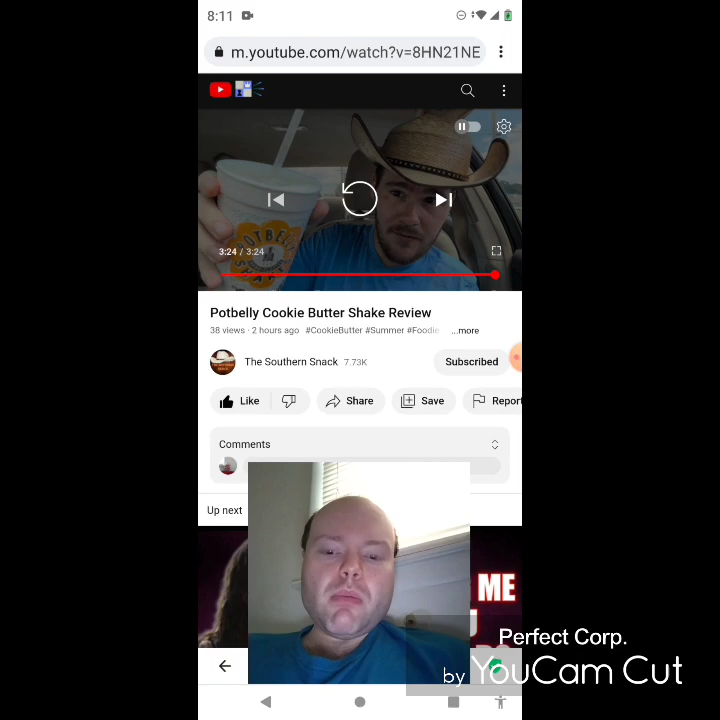 8:11
m.youtube.com/watch?v=8HN21NE
POTBELLY
3:24 / 3:24
Potbelly Cookie Butter Shake Review
38 views · 2 hours ago #CookieButter #Summer #Foodie ...more
The Southern Snack 7.73K Subscribed
Like Share Save Report
Comments
Up next
ME
Perfect Corp.
by YouCam Cut